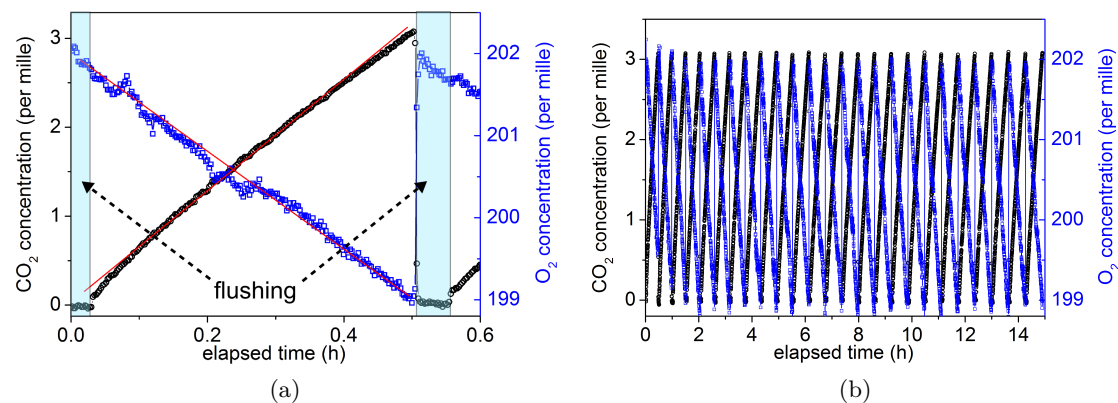 3
2
1
0
CO2 concentration (per mille)
flushing
202
201
200
199
O2 concentration (per mille)
0.0 0.2 0.4 0.6
elapsed time (h)
(a)
3
2
1
0
CO2 concentration (per mille)
202
201
200
199
O2 concentration (per mille)
0 2 4 6 8 10 12 14
elapsed time (h)
(b)